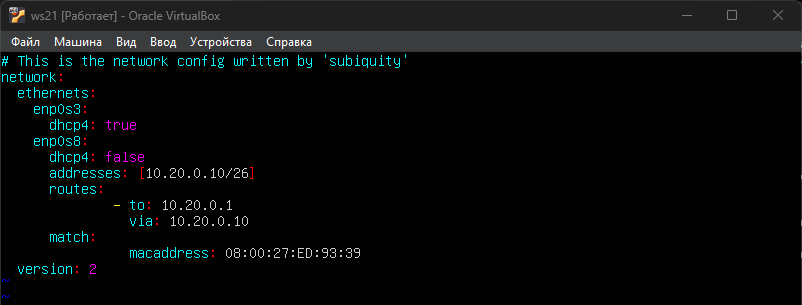 ws21 [Работает] - Oracle VirtualBox
Файл Машина Вид Ввод Устройства Справка
# This is the network config written by 'subiquity'
network:
  ethernets:
    enp0s3:
      dhcp4: true
    enp0s8:
      dhcp4: false
      addresses: [10.20.0.10/26]
      routes:
              - to: 10.20.0.1
                via: 10.20.0.10
      match:
                macaddress: 08:00:27:ED:93:39
  version: 2
~
~